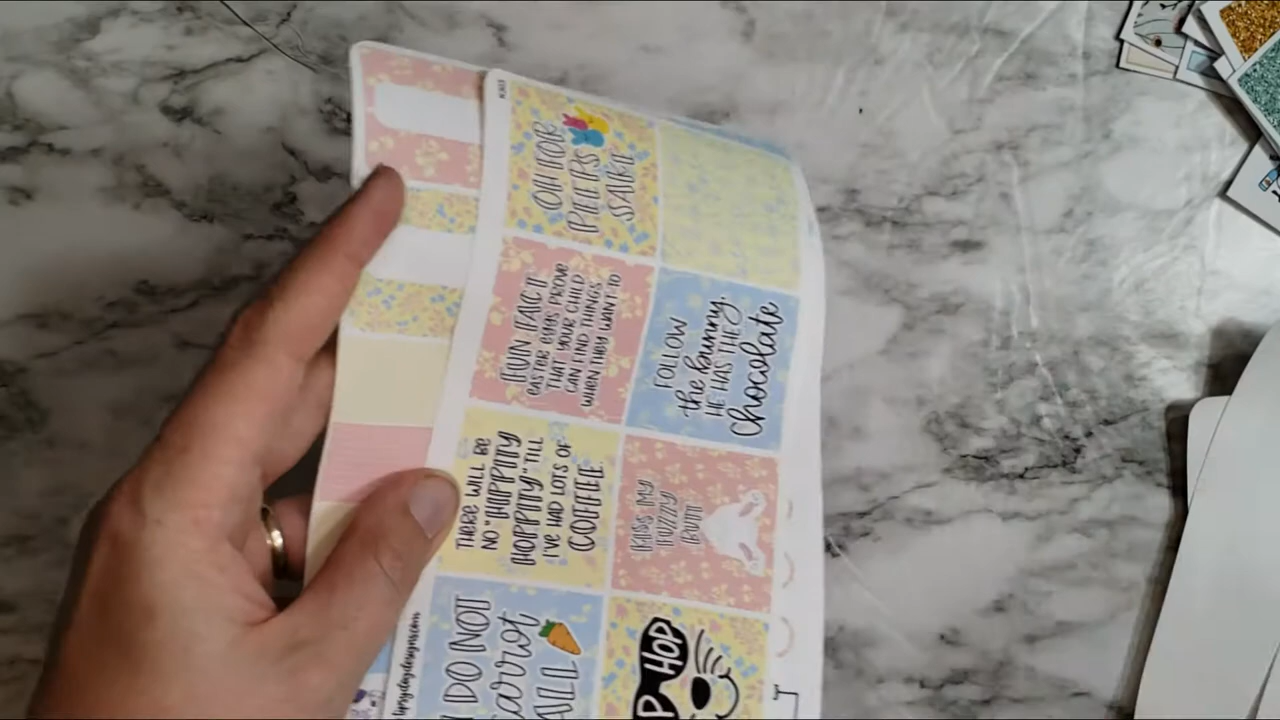 OH FOR
PEEPS
SAKE
FUN FACT
EASTER EGGS PROVE
THAT YOUR CHILD
CAN FIND THINGS
WHEN THEY WANT TO
FOLLOW
the bunny,
HE HAS THE
Chocolate
THERE WILL BE
NO "HIPPITY
HOPPITY" TILL
I'VE HAD LOTS OF
COFFEE
KISS MY
FUZZY
BUTT
I DO NOT
carrot
ALL
HOP